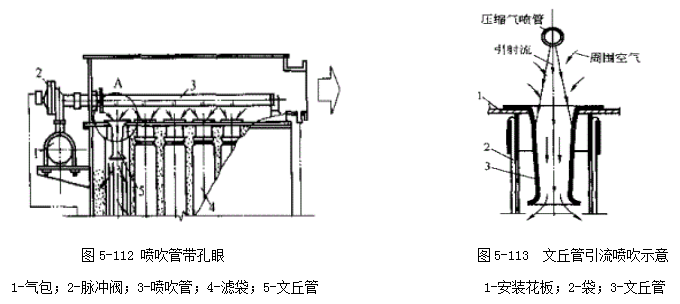 2
A
3
1
5
4
压缩气喷管
引射流
周围空气
1
2
3
图 5-112 喷吹管带孔眼
1-气包；2-脉冲阀；3-喷吹管；4-滤袋；5-文丘管
图 5-113 文丘管引流喷吹示意
1-安装花板；2-袋；3-文丘管